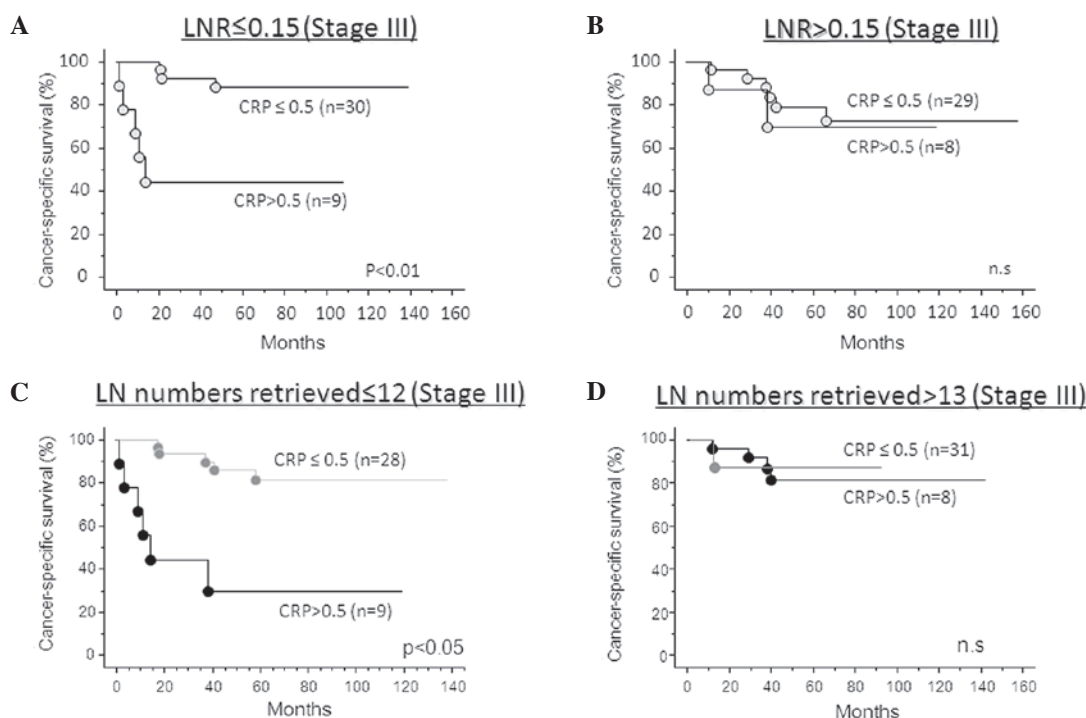 A
LNR≤0.15 (Stage III)
Cancer-specific survival (%)
100
80
60
40
20
0
CRP ≤ 0.5 (n=30)
CRP>0.5 (n=9)
P<0.01
0 20 40 60 80 100 120 140 160
Months
B
LNR>0.15 (Stage III)
Cancer-specific survival (%)
100
80
60
40
20
0
CRP ≤ 0.5 (n=29)
CRP>0.5 (n=8)
n.s
0 20 40 60 80 100 120 140 160
Months
C
LN numbers retrieved≤12 (Stage III)
Cancer-specific survival (%)
100
80
60
40
20
0
CRP ≤ 0.5 (n=28)
CRP>0.5 (n=9)
p<0.05
0 20 40 60 80 100 120 140
Months
D
LN numbers retrieved>13 (Stage III)
Cancer-specific survival (%)
100
80
60
40
20
0
CRP ≤ 0.5 (n=31)
CRP>0.5 (n=8)
n.s
0 20 40 60 80 100 120 140 160
Months